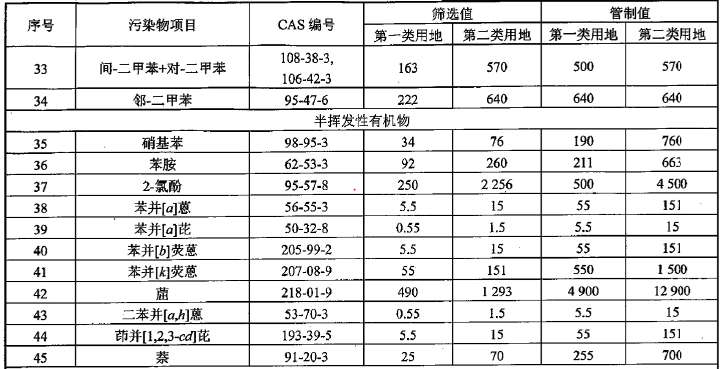 序号 污染物项目 CAS 编号 筛选值 管制值
第一类用地 第二类用地 第一类用地 第二类用地
33 间-二甲苯+对-二甲苯 108-38-3, 106-42-3 163 570 500 570
34 邻-二甲苯 95-47-6 222 640 640 640
半挥发性有机物
35 硝基苯 98-95-3 34 76 190 760
36 苯胺 62-53-3 92 260 211 663
37 2-氯酚 95-57-8 250 2 256 500 4 500
38 苯并[a]蒽 56-55-3 5.5 15 55 151
39 苯并[a]芘 50-32-8 0.55 1.5 5.5 15
40 苯并[b]荧蒽 205-99-2 5.5 15 55 151
41 苯并[k]荧蒽 207-08-9 55 151 550 1 500
42 䓛 218-01-9 490 1 293 4 900 12 900
43 二苯并[a,h]蒽 53-70-3 0.55 1.5 5.5 15
44 茚并[1,2,3-cd]芘 193-39-5 5.5 15 55 151
45 萘 91-20-3 25 70 255 700